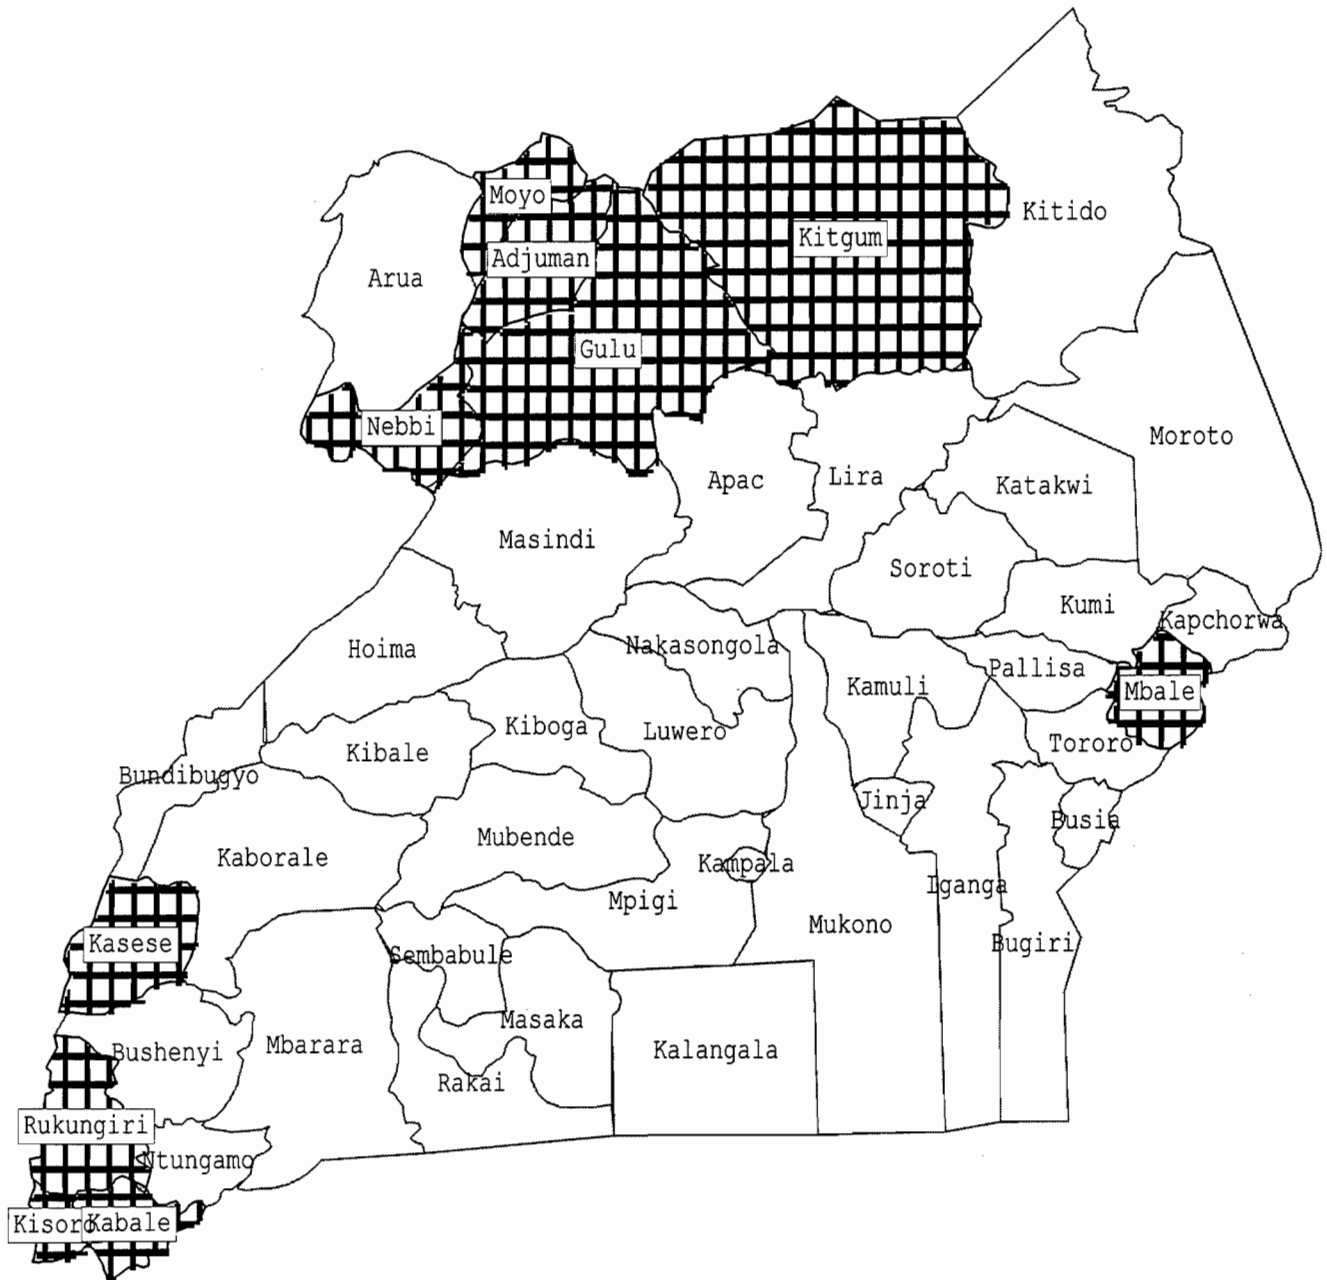 Moyo
Kitido
Kitgum
Adjuman
Arua
Gulu
Nebbi
Moroto
Apac
Lira
Katakwi
Masindi
Soroti
Kumi
Kapchorwa
Hoima
Nakasongola
Pallisa
Kamuli
Mbale
Kiboga
Luwero
Tororo
Kibale
Bundibugyo
Jinja
Busia
Mubende
Kaborale
Kampala
Iganga
Mpigi
Mukono
Kasese
Bugiri
Sembabule
Masaka
Mbarara
Bushenyi
Kalangala
Rakai
Rukungiri
Ntungamo
Kisoro
Kabale